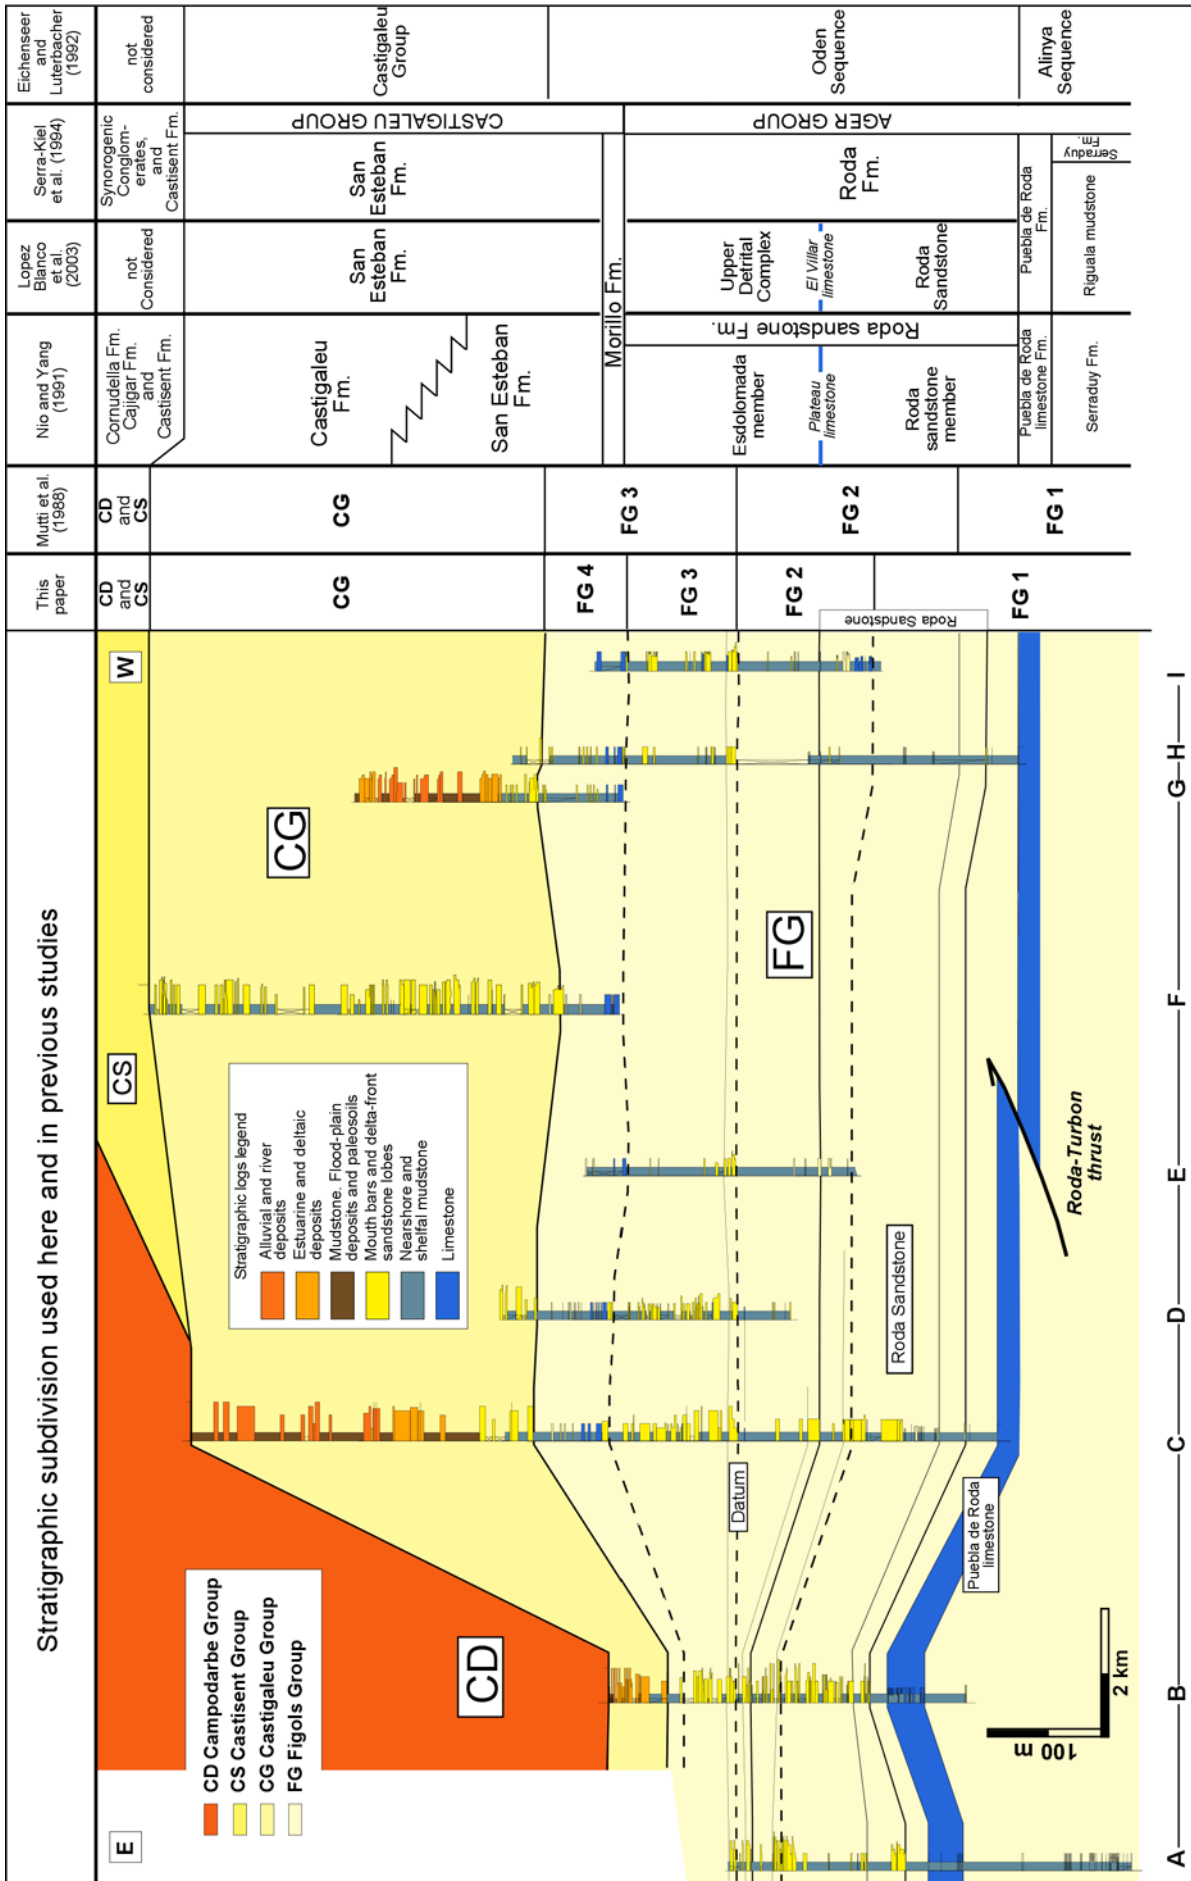 Stratigraphic subdivision used here and in previous studies
This
paper
Mutti et al.
(1988)
Nio and Yang
(1991)
Lopez
Blanco
et al.
(2003)
Serra-Kiel
et al. (1994)
Eichenseer
and
Luterbacher
(1992)
CD
and
CS
CD
and
CS
Cornudella Fm.
Cajigar Fm.
and
Castisent Fm.
not
Considered
Synorogenic
Conglom-
erates,
and
Castisent Fm.
not
considered
CG
CG
Castigaleu
Fm.
San Esteban
Fm.
San
Esteban
Fm.
San
Esteban
Fm.
CASTIGALEU GROUP
Castigaleu
Group
FG 4
FG 3
FG 2
FG 1
FG 3
FG 2
FG 1
Morillo Fm.
Esdolomada
member
Plateau
limestone
Roda
sandstone
member
Roda sandstone Fm.
Upper
Detrital
Complex
El Villar
limestone
Roda
Sandstone
Roda
Fm.
AGER GROUP
Oden
Sequence
Puebla de Roda
limestone Fm.
Puebla de Roda
Fm.
Serraduy Fm.
Riguala mudstone
Serraduy
Fm.
Alinya
Sequence
E
W
CD Campodarbe Group
CS Castisent Group
CG Castigaleu Group
FG Figols Group
Stratigraphic logs legend
Alluvial and river
deposits
Estuarine and deltaic
deposits
Mudstone. Flood-plain
deposits and paleosoils
Mouth bars and delta-front
sandstone lobes
Nearshore and
shelfal mudstone
Limestone
CD
CS
CG
FG
Datum
Roda Sandstone
Roda Sandstone
Puebla de Roda
limestone
Roda-Turbon
thrust
100 m
2 km
A
B
C
D
E
F
G
H
I